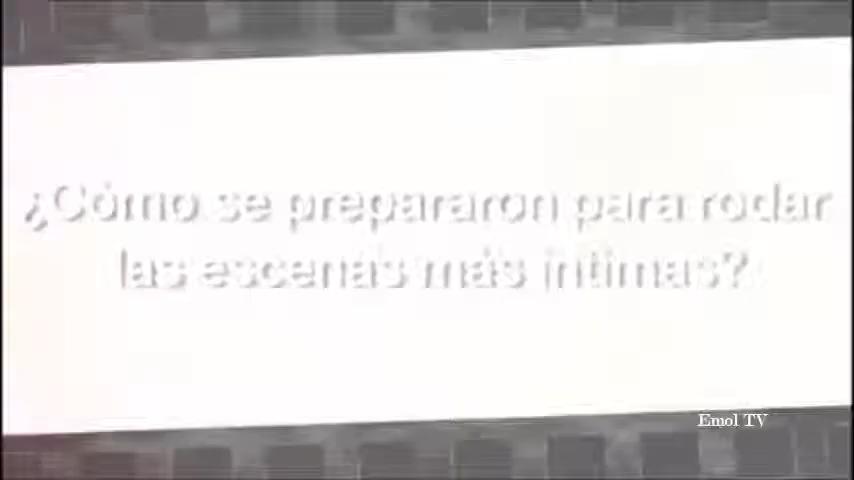 ¿Cómo se prepararon para rodar
las escenas más íntimas?
Emol TV